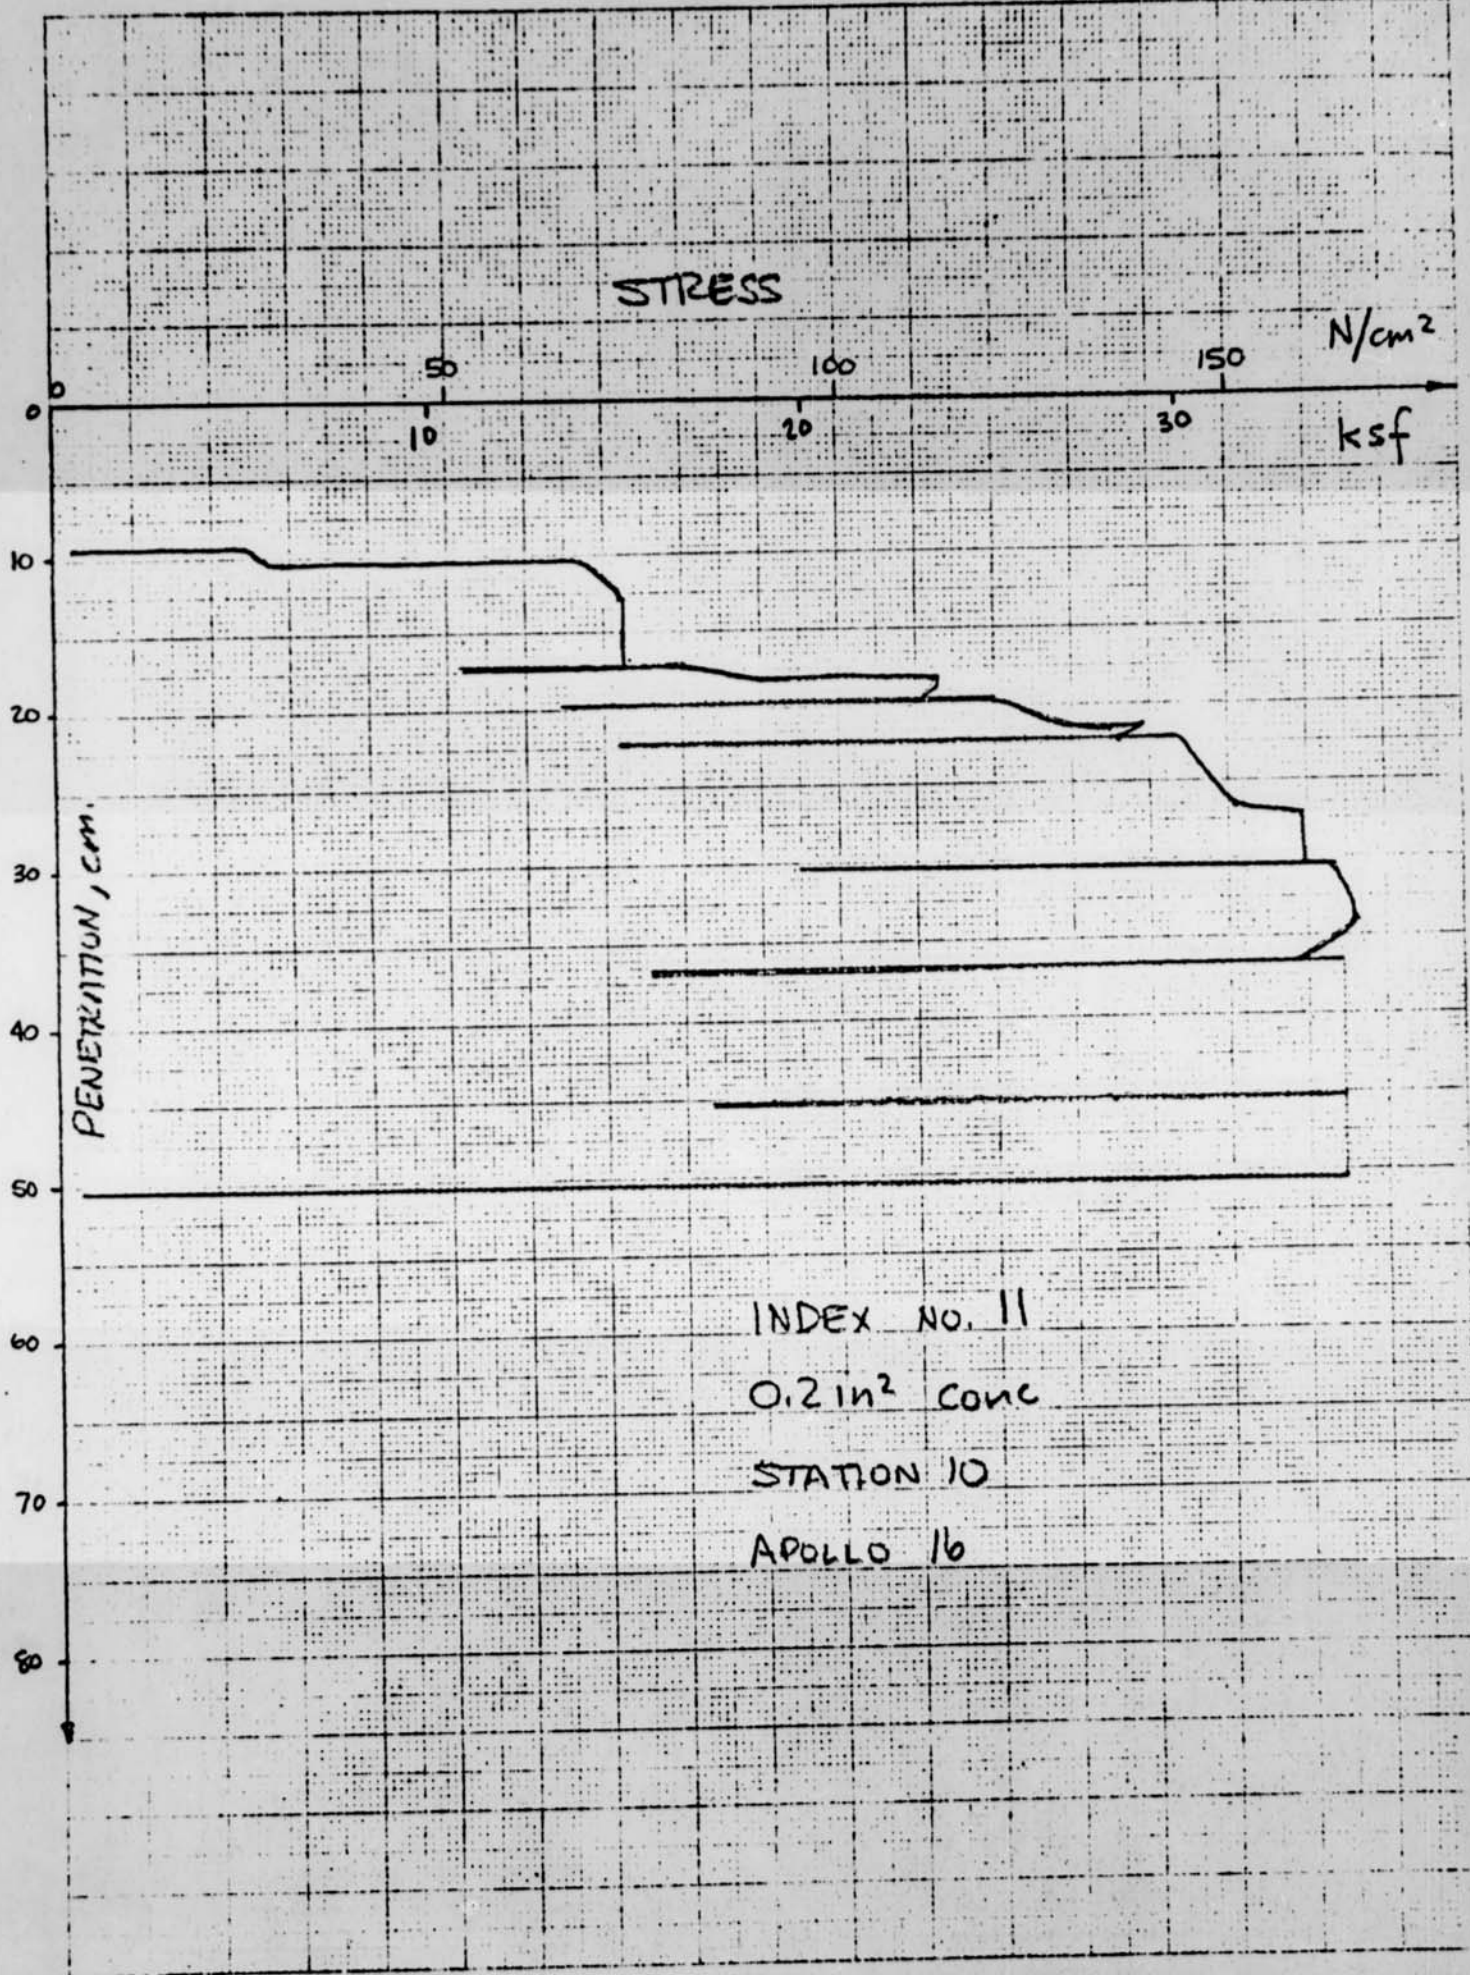 STRESS
N/cm²
0 50 100 150
0
10 20 30 ksf
10
20
30
40
50
60
70
80
PENETRATION, cm.
INDEX NO. 11
0.2 in² cone
STATION 10
APOLLO 16